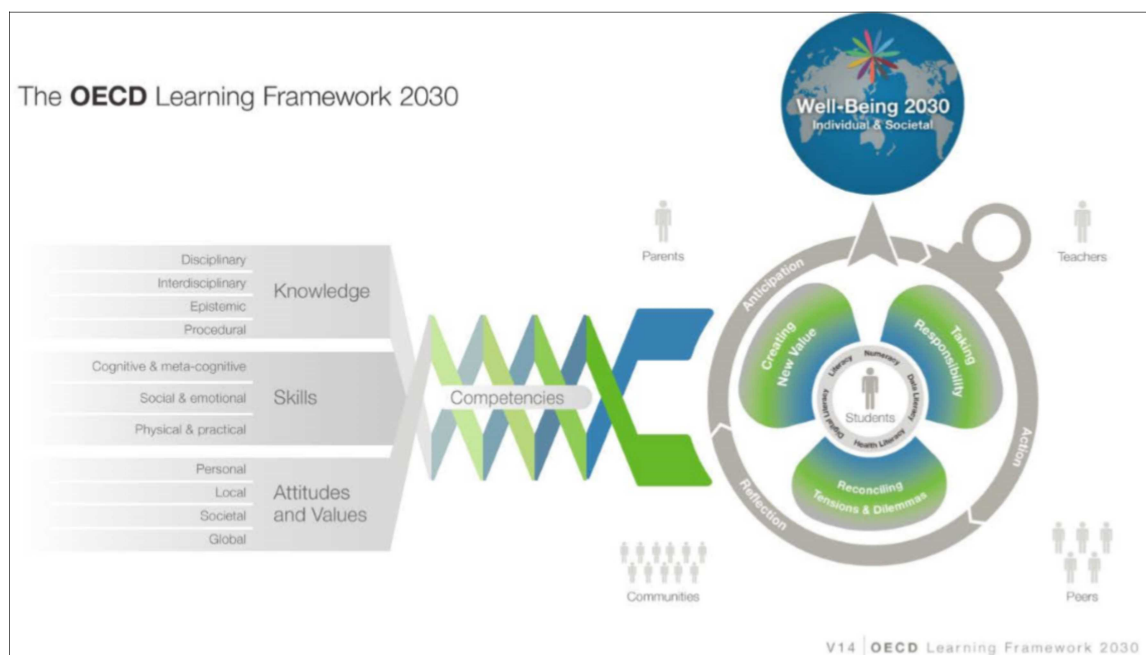 The OECD Learning Framework 2030
Well-Being 2030
Individual & Societal
Parents
Teachers
Disciplinary
Interdisciplinary
Epistemic
Procedural
Knowledge
Cognitive & meta-cognitive
Social & emotional
Physical & practical
Skills
Personal
Local
Societal
Global
Attitudes
and Values
Competencies
Anticipation
Action
Reflection
Creating
New Value
Taking
Responsibility
Reconciling
Tensions & Dilemmas
Literacy
Numeracy
Data Literacy
Health Literacy
Digital Literacy
Students
Communities
Peers
V14 | OECD Learning Framework 2030